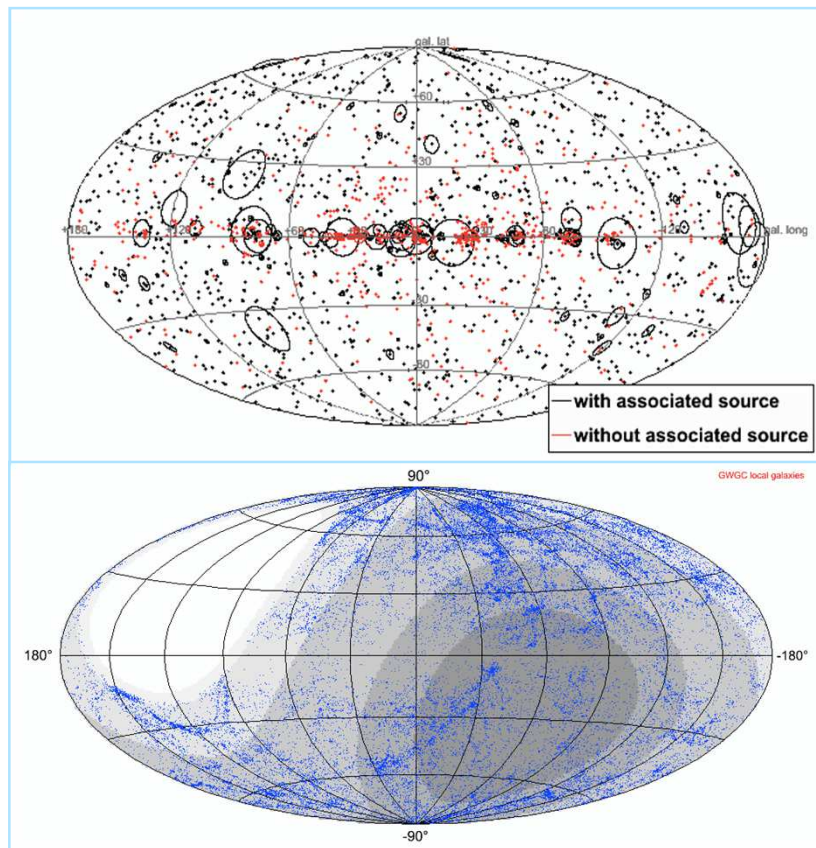 gal. lat
+60
+30
+180
+120
+60
-120
gal. long
-30
-60
with associated source
without associated source
90°
GWGC local galaxies
180°
-180°
-90°